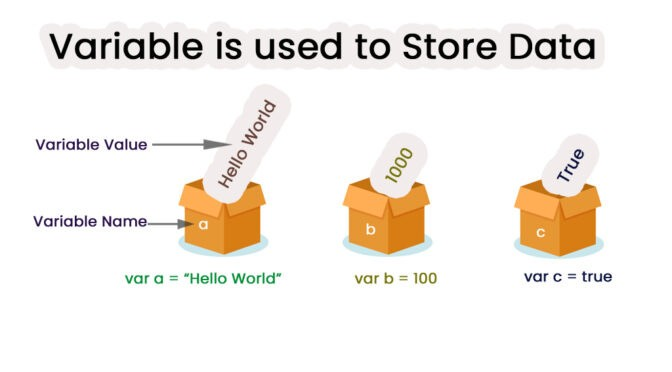 Variable is used to Store Data
Variable Value
Hello World
1000
True
Variable Name
a
b
c
var a = “Hello World”
var b = 100
var c = true